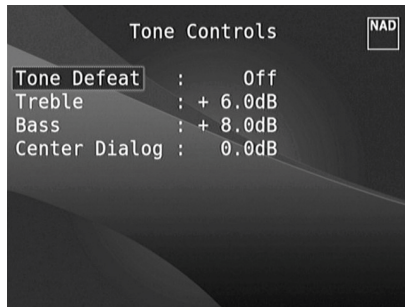 Tone Controls
NAD
Tone Defeat : Off
Treble : + 6.0dB
Bass : + 8.0dB
Center Dialog : 0.0dB